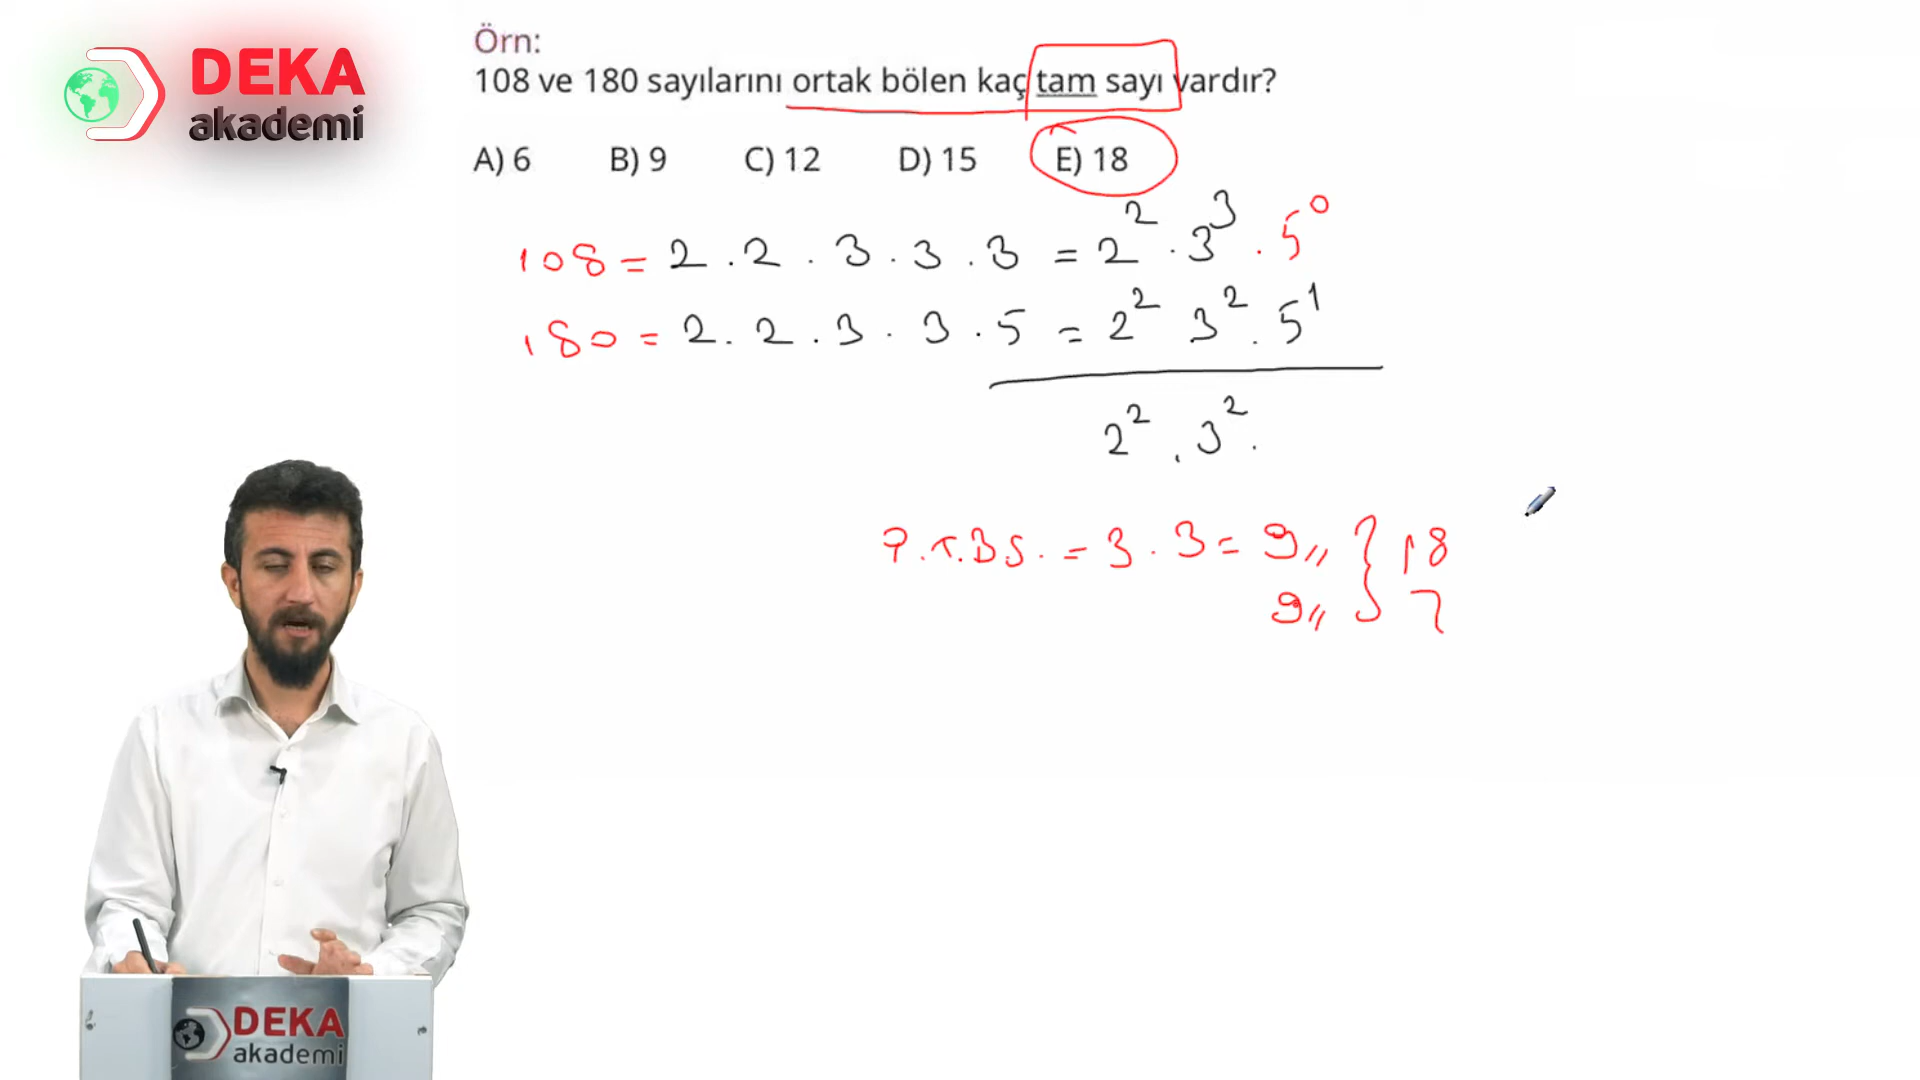 DEKA
akademi
Örn:
108 ve 180 sayılarını ortak bölen kaç tam sayı vardır?
A) 6 B) 9 C) 12 D) 15 E) 18
108 = 2 . 2 . 3 . 3 . 3 = 2² . 3³ . 5⁰
180 = 2 . 2 . 3 . 3 . 5 = 2² 3² . 5¹
2² . 3² .
P.T.B.S. = 3 . 3 = 9,, } 18
9,,
DEKA
akademi